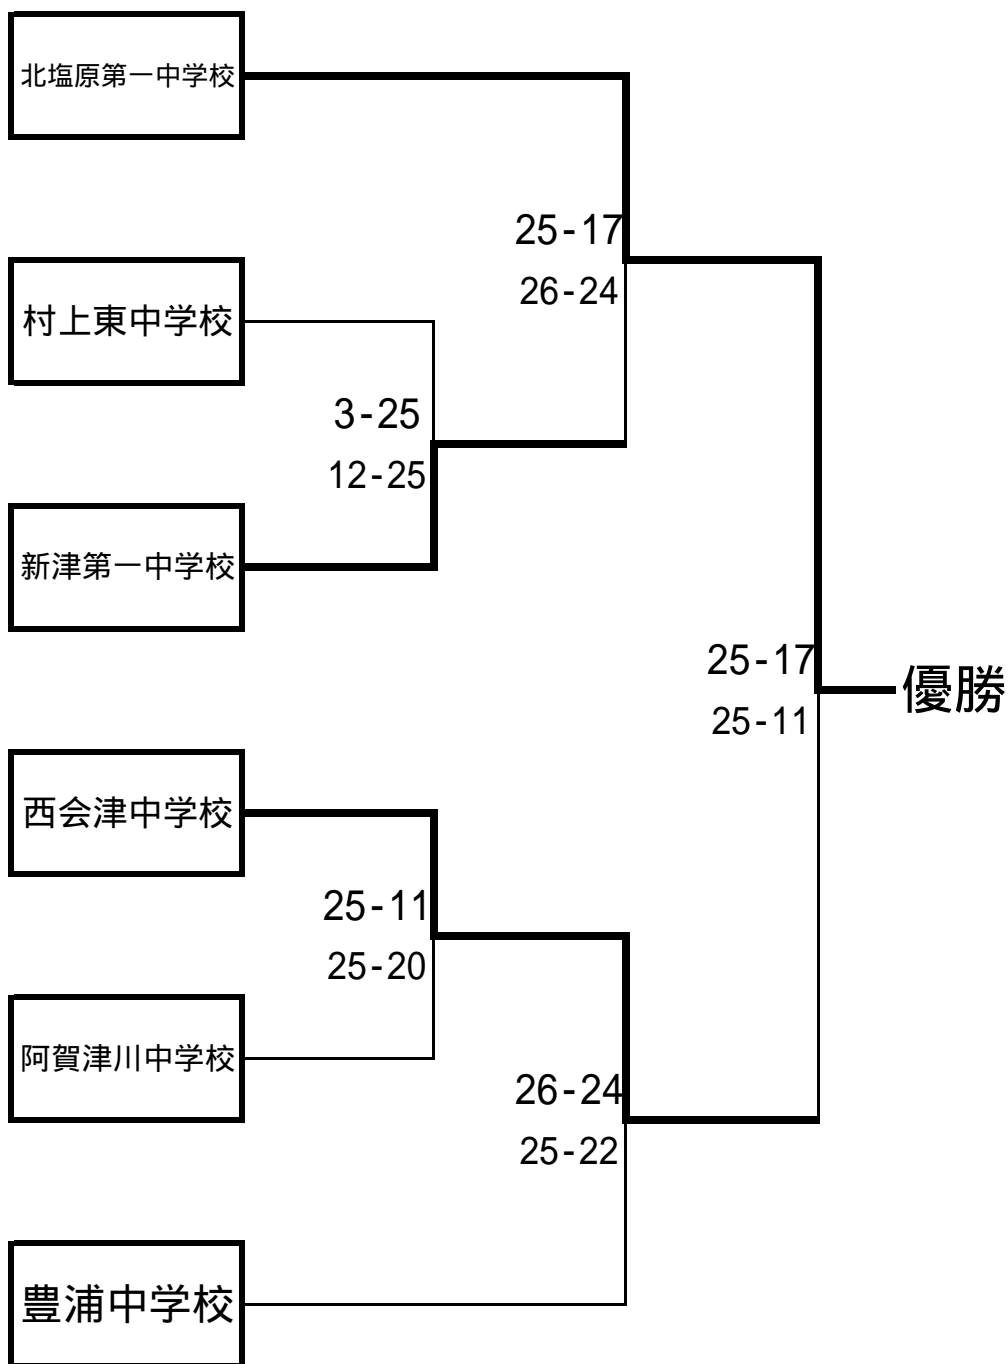 北塩原第一中学校
25-17
26-24
村上東中学校
3-25
12-25
新津第一中学校
25-17
25-11
優勝
西会津中学校
25-11
25-20
阿賀津川中学校
26-24
25-22
豊浦中学校